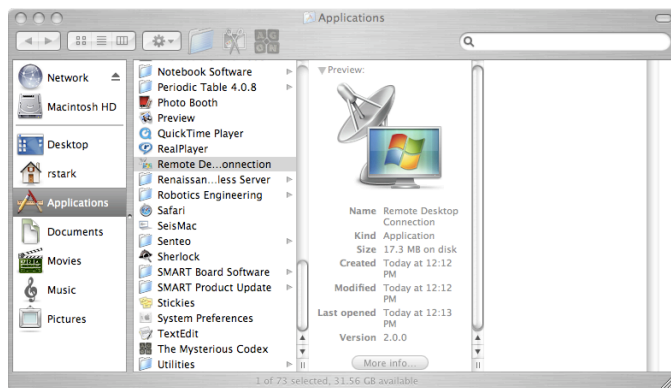 Applications
Network
Macintosh HD
Desktop
rstark
Applications
Documents
Movies
Music
Pictures
Notebook Software
Periodic Table 4.0.8
Photo Booth
Preview
QuickTime Player
RealPlayer
Remote De...onnection
Renaissan...less Server
Robotics Engineering
Safari
SeisMac
Senteo
Sherlock
SMART Board Software
SMART Product Update
Stickies
System Preferences
TextEdit
The Mysterious Codex
Utilities
Preview:
Name Remote Desktop
Connection
Kind Application
Size 17.3 MB on disk
Created Today at 12:12
PM
Modified Today at 12:12
PM
Last opened Today at 12:13
PM
Version 2.0.0
More info...
1 of 73 selected, 31.56 GB available